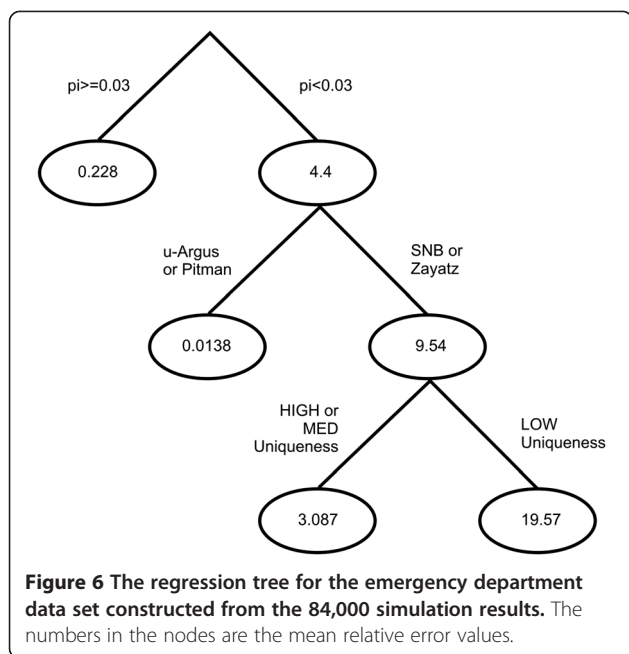 pi>=0.03
pi<0.03
0.228
4.4
u-Argus
or Pitman
SNB or
Zayatz
0.0138
9.54
HIGH or
MED
Uniqueness
LOW
Uniqueness
3.087
19.57
Figure 6 The regression tree for the emergency department
data set constructed from the 84,000 simulation results. The
numbers in the nodes are the mean relative error values.